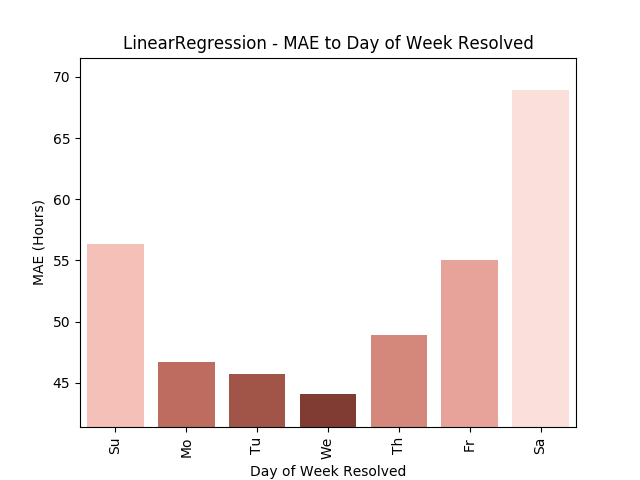 LinearRegression - MAE to Day of Week Resolved
MAE (Hours)
70
65
60
55
50
45
Su
Mo
Tu
We
Th
Fr
Sa
Day of Week Resolved